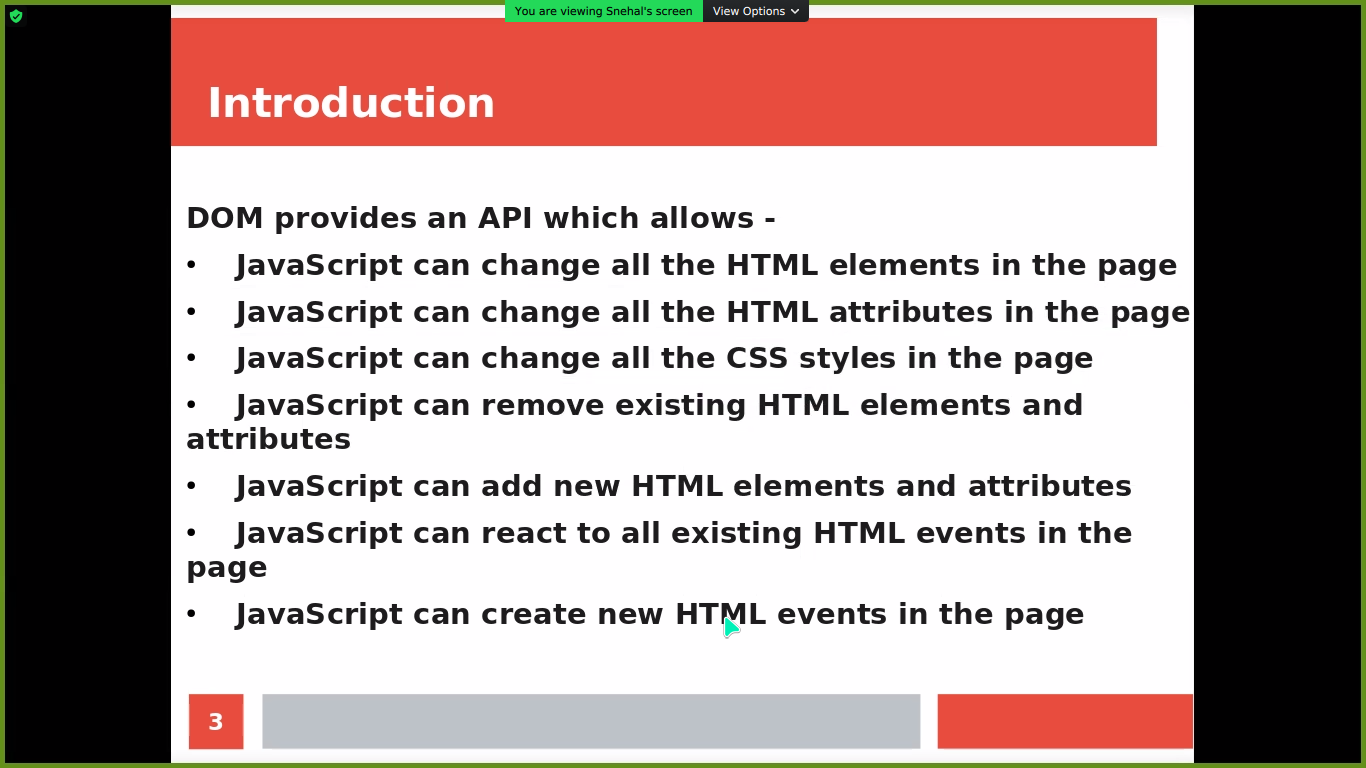 You are viewing Snehal's screen View Options
Introduction
DOM provides an API which allows -
• JavaScript can change all the HTML elements in the page
• JavaScript can change all the HTML attributes in the page
• JavaScript can change all the CSS styles in the page
• JavaScript can remove existing HTML elements and
attributes
• JavaScript can add new HTML elements and attributes
• JavaScript can react to all existing HTML events in the
page
• JavaScript can create new HTML events in the page
3